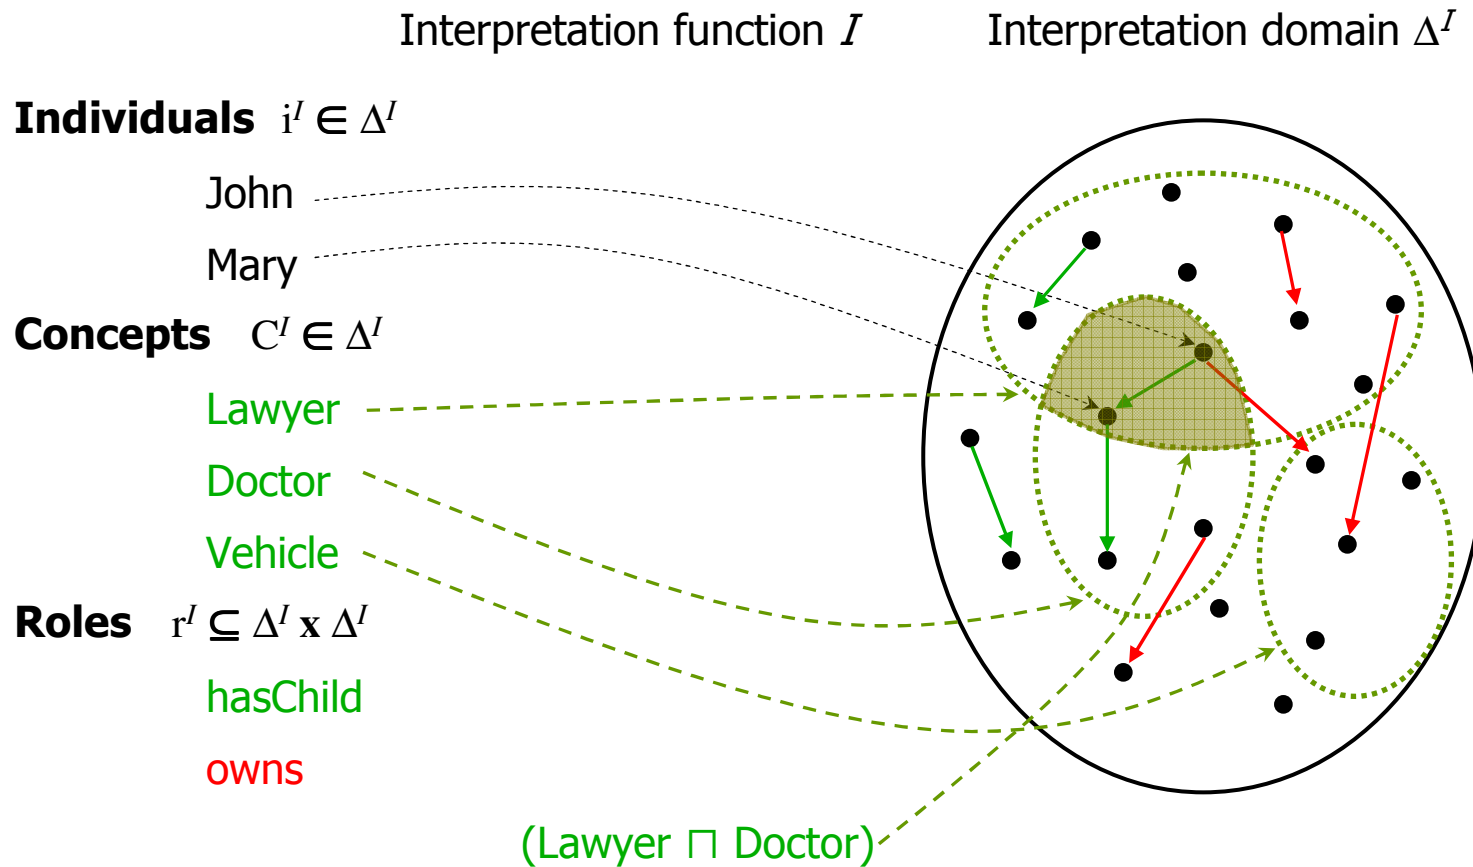 Interpretation function I
Interpretation domain Δ^I
Individuals i^I ∈ Δ^I
John
Mary
Concepts C^I ∈ Δ^I
Lawyer
Doctor
Vehicle
Roles r^I ⊆ Δ^I x Δ^I
hasChild
owns
(Lawyer ⊓ Doctor)